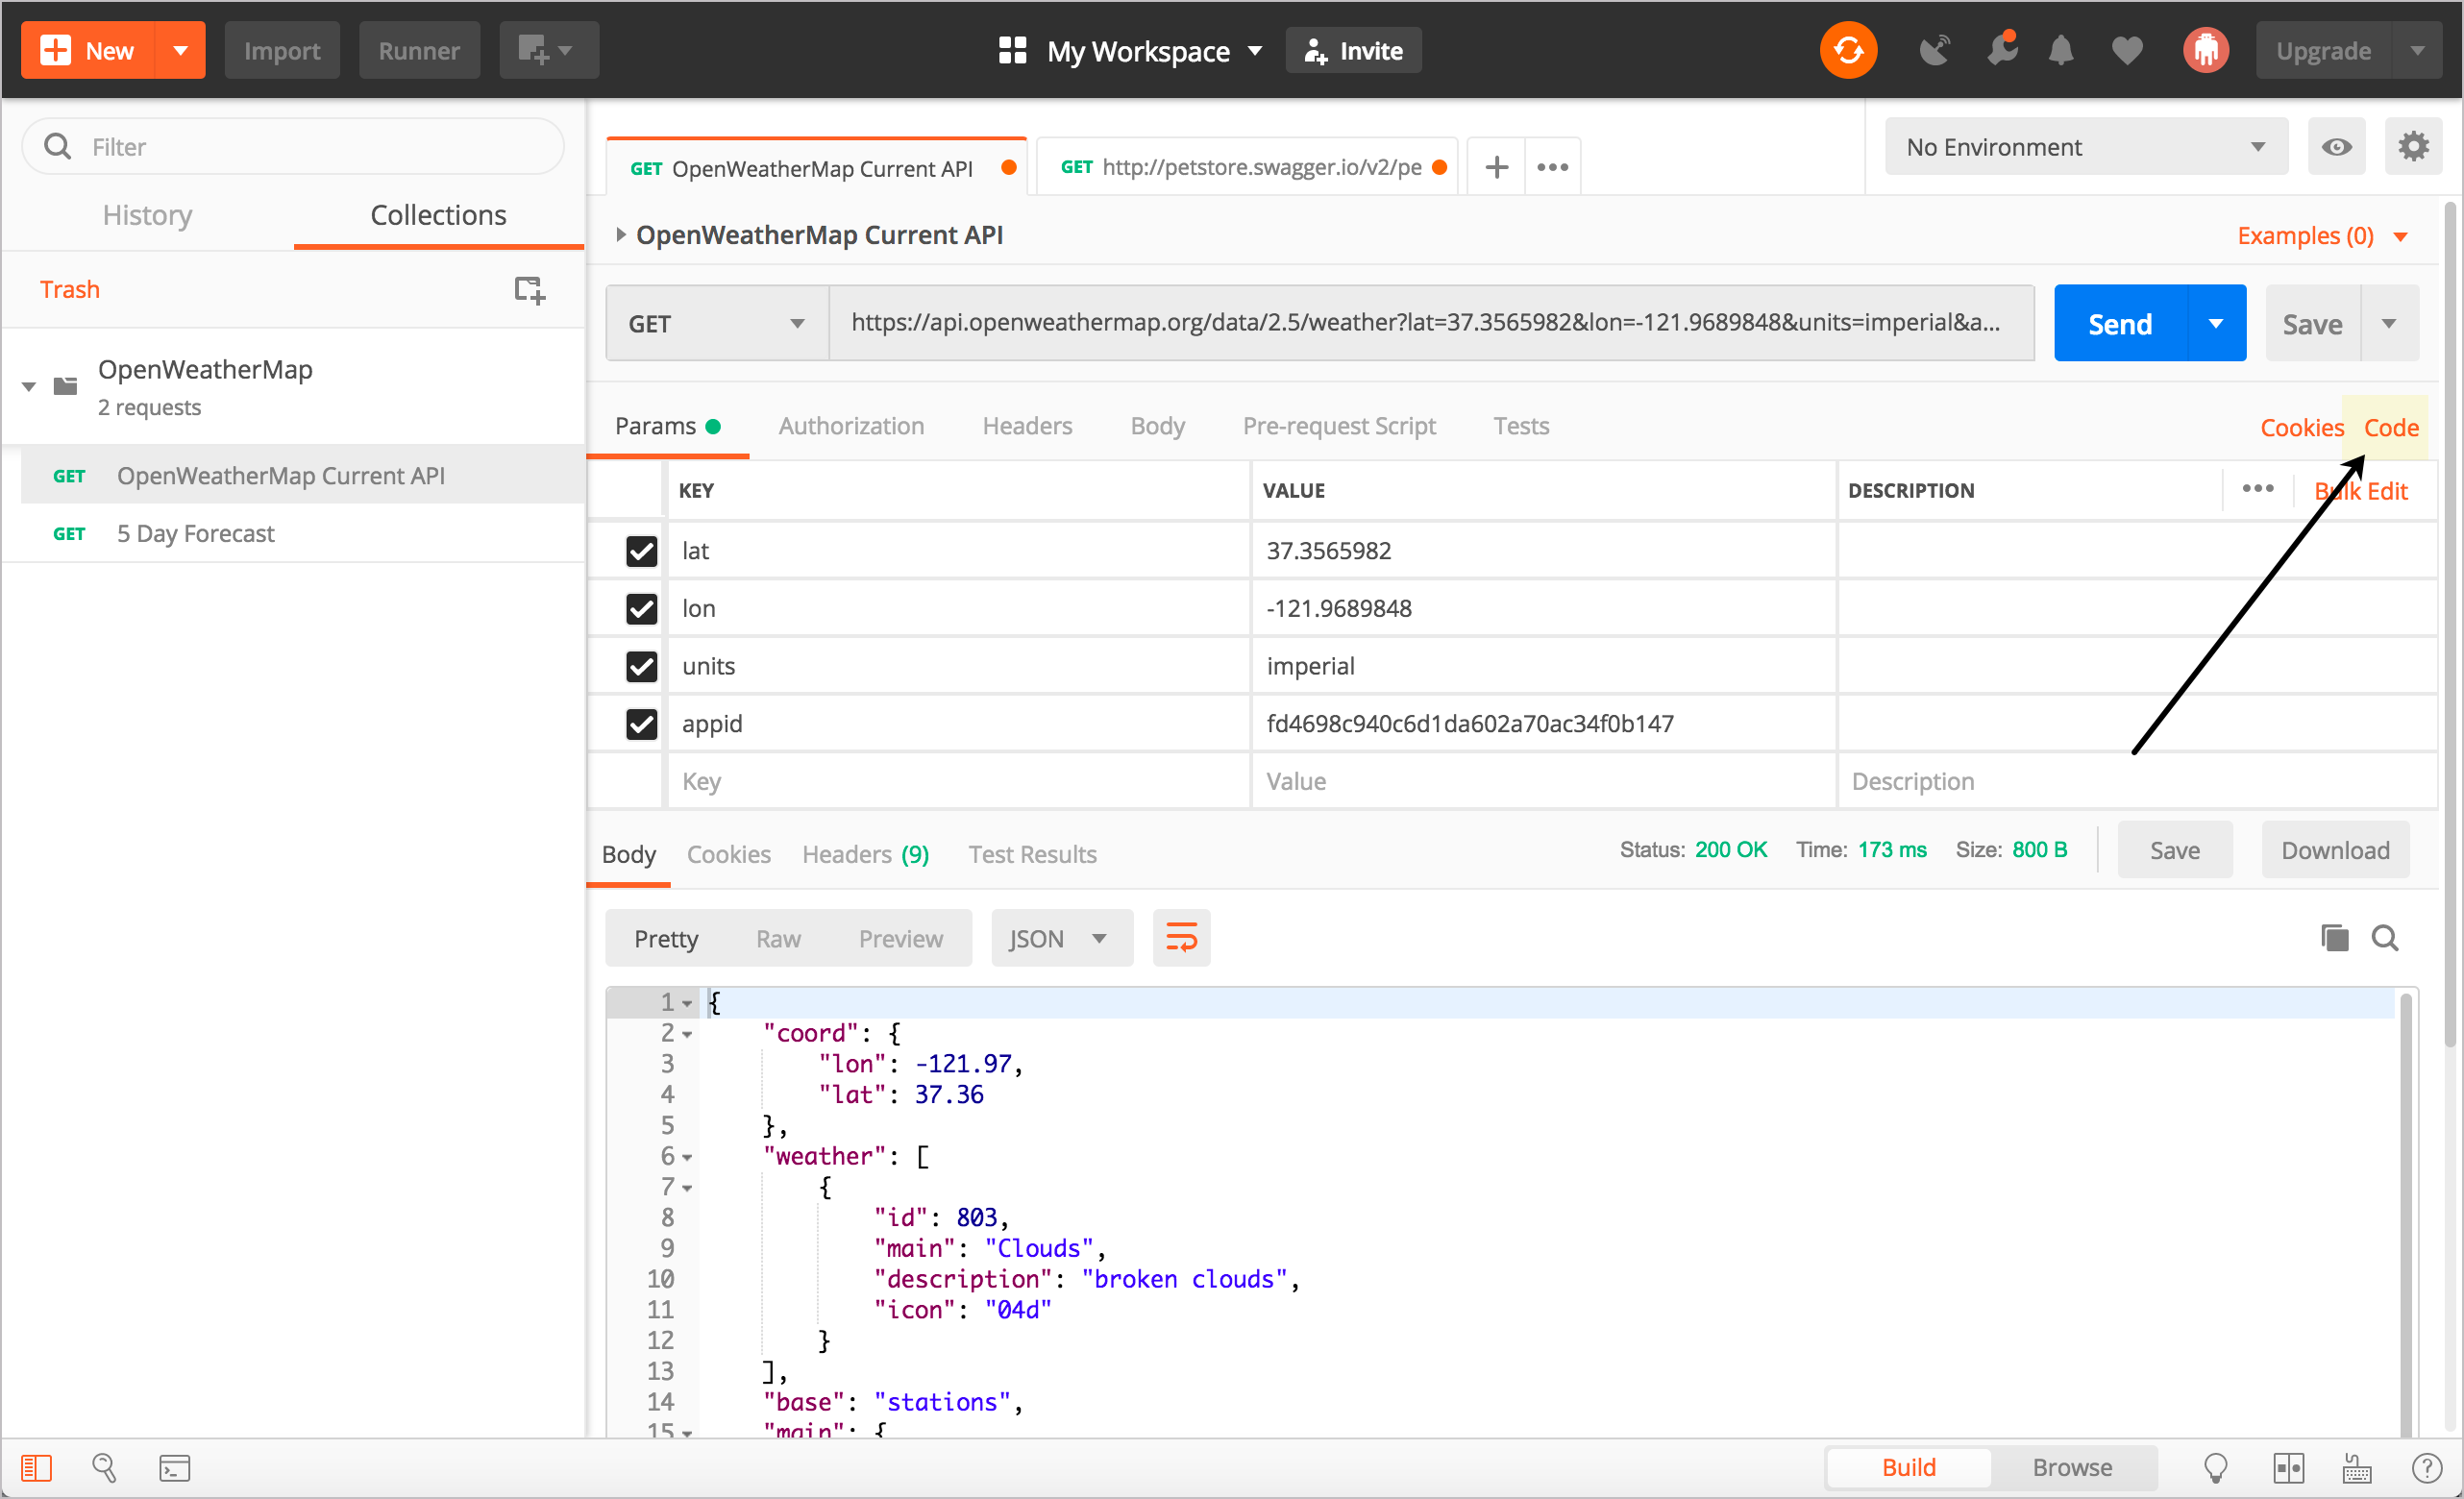 New Import Runner My Workspace Invite Upgrade
Filter
History Collections
Trash
OpenWeatherMap
2 requests
GET OpenWeatherMap Current API
GET 5 Day Forecast
GET OpenWeatherMap Current API GET http://petstore.swagger.io/v2/pe No Environment
OpenWeatherMap Current API Examples (0)
GET https://api.openweathermap.org/data/2.5/weather?lat=37.3565982&lon=-121.9689848&units=imperial&a... Send Save
Params Authorization Headers Body Pre-request Script Tests Cookies Code
KEY VALUE DESCRIPTION Bulk Edit
lat 37.3565982
lon -121.9689848
units imperial
appid fd4698c940c6d1da602a70ac34f0b147
Key Value Description
Body Cookies Headers (9) Test Results Status: 200 OK Time: 173 ms Size: 800 B Save Download
Pretty Raw Preview JSON
1 {
2 "coord": {
3 "lon": -121.97,
4 "lat": 37.36
5 },
6 "weather": [
7 {
8 "id": 803,
9 "main": "Clouds",
10 "description": "broken clouds",
11 "icon": "04d"
12 }
13 ],
14 "base": "stations",
15 "main": {
Build Browse